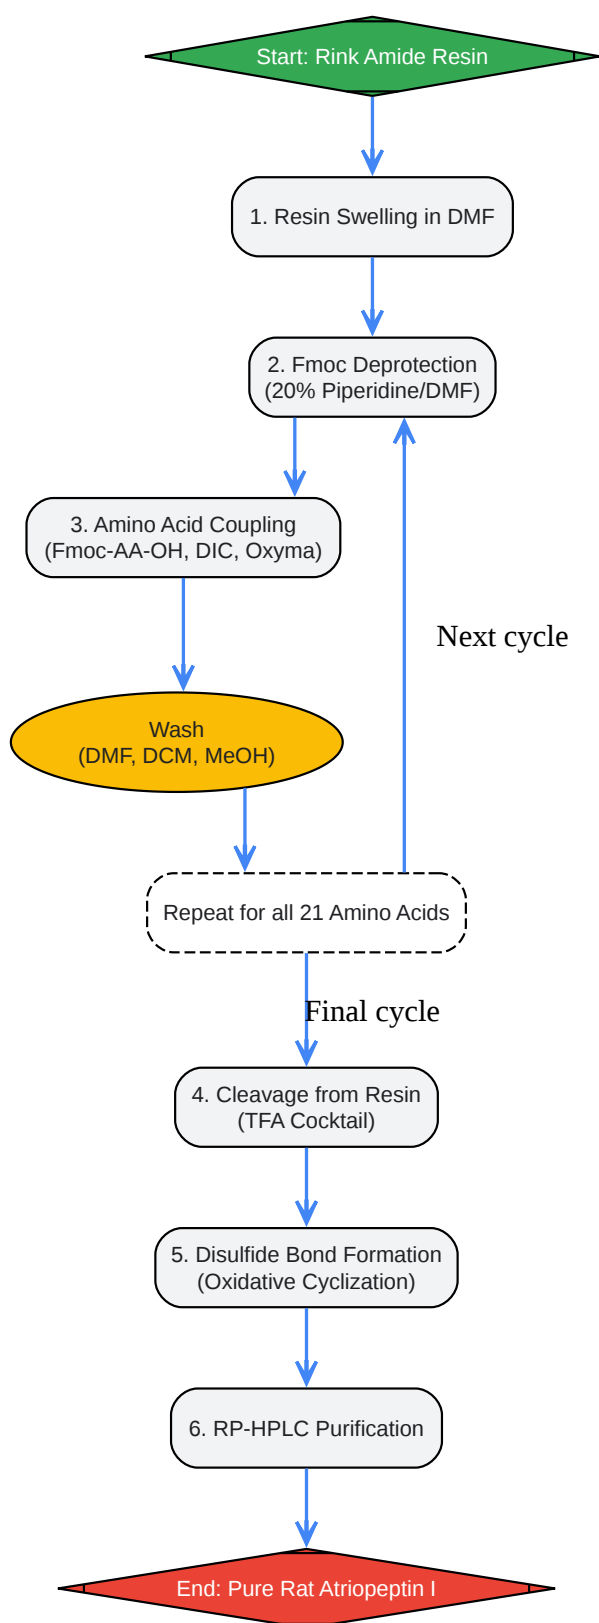 Start: Rink Amide Resin
1. Resin Swelling in DMF
2. Fmoc Deprotection
(20% Piperidine/DMF)
3. Amino Acid Coupling
(Fmoc-AA-OH, DIC, Oxyma)
Next cycle
Wash
(DMF, DCM, MeOH)
Repeat for all 21 Amino Acids
Final cycle
4. Cleavage from Resin
(TFA Cocktail)
5. Disulfide Bond Formation
(Oxidative Cyclization)
6. RP-HPLC Purification
End: Pure Rat Atriopeptin I